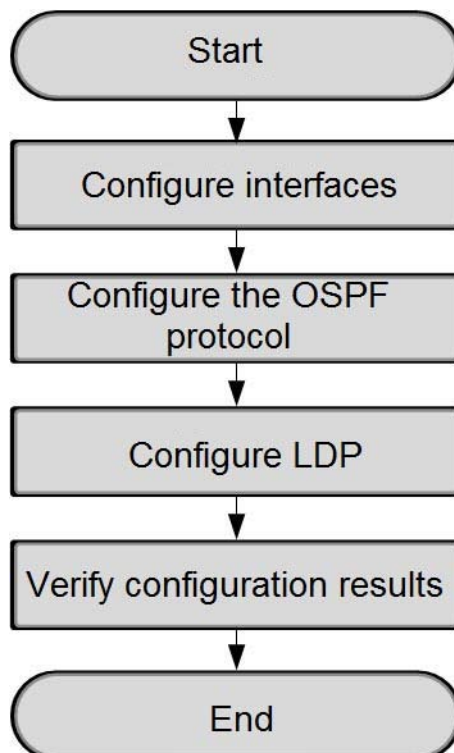 Start
Configure interfaces
Configure the OSPF
protocol
Configure LDP
Verify configuration results
End